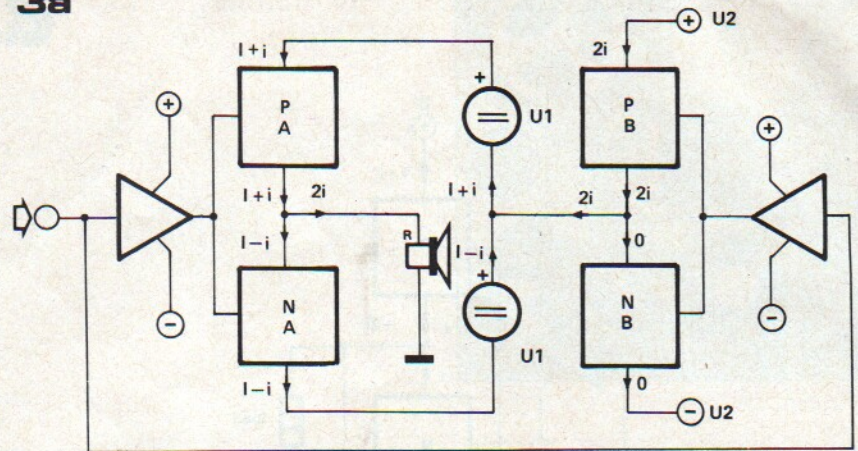 3a
I+i
2i
+
U2
P
A
+
U1
P
B
+
+
I+i
2i
I+i
2i
2i
I-i
R
I-i
0
+
N
A
N
B
−
U1
−
I-i
0
−
U2